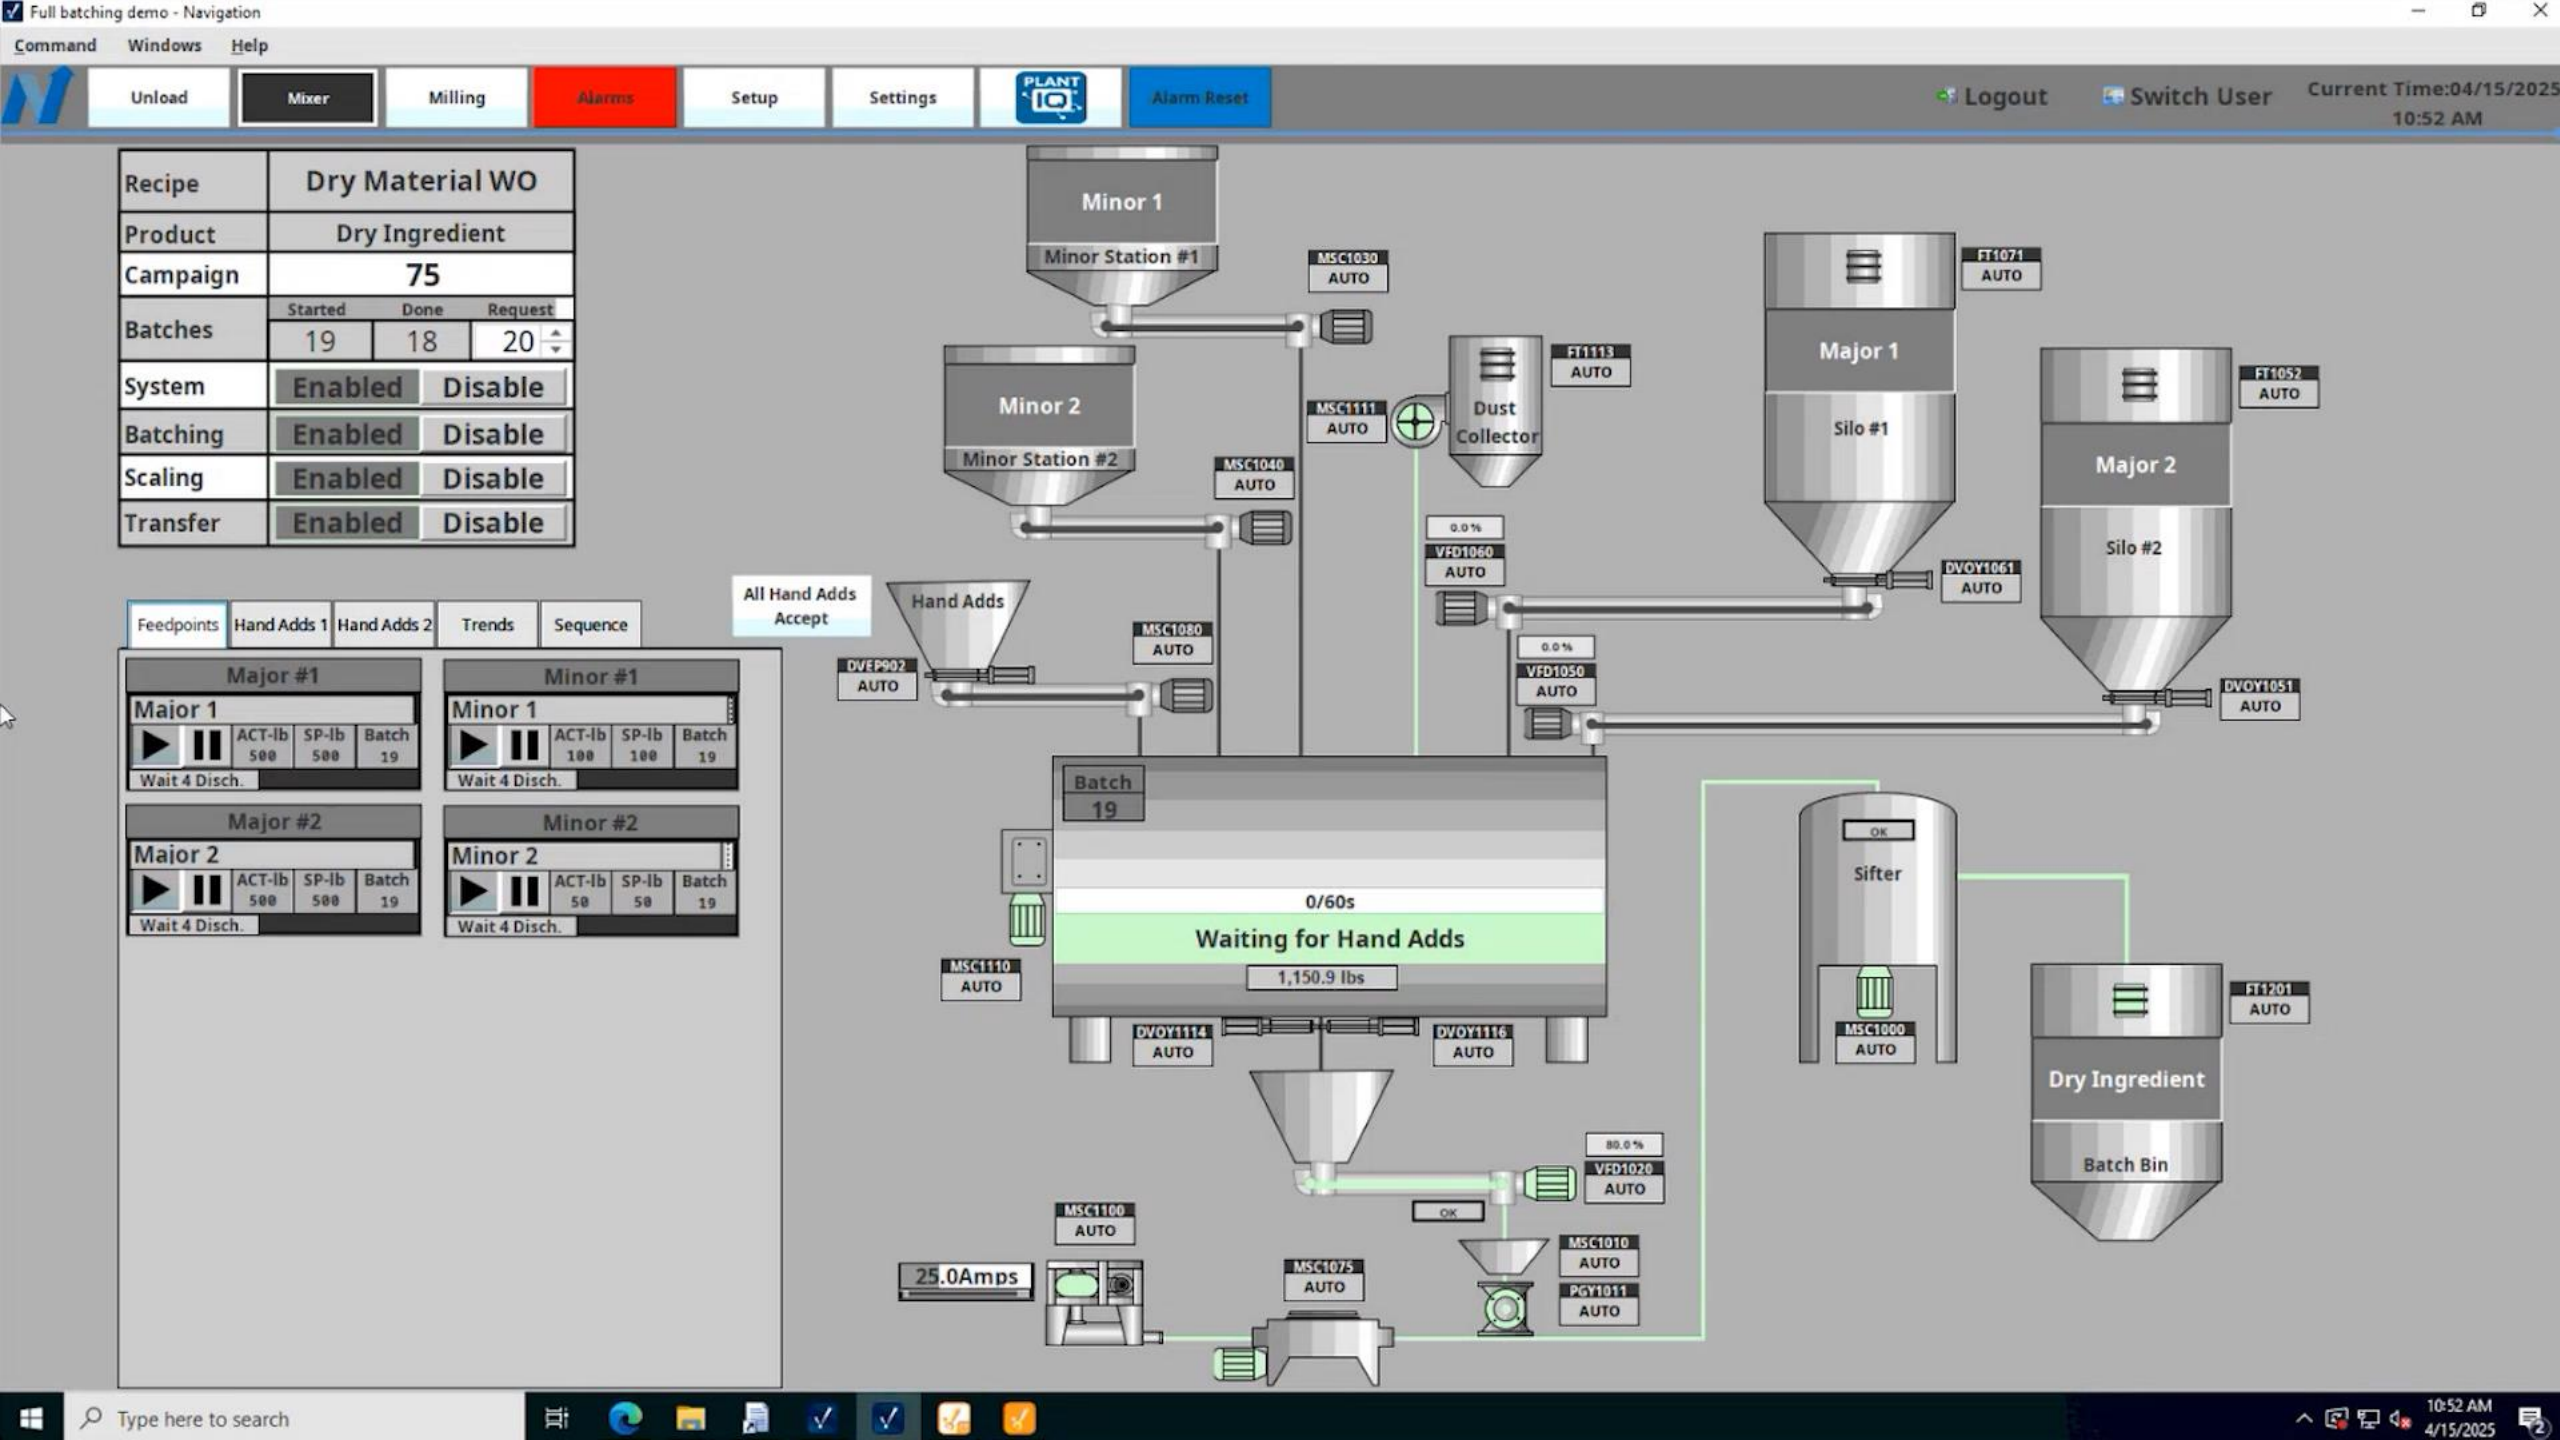 Full batching demo - Navigation
Command Windows Help
Unload Mixer Milling Alarms Setup Settings PLANT IQ Alarm Reset Logout Switch User Current Time:04/15/2025
10:52 AM
Recipe Dry Material WO
Product Dry Ingredient
Campaign 75
Batches Started Done Request
19 18 20
System Enabled Disable
Batching Enabled Disable
Scaling Enabled Disable
Transfer Enabled Disable
Feedpoints Hand Adds 1 Hand Adds 2 Trends Sequence
Major #1
Major 1
ACT-lb SP-lb Batch
500 500 19
Wait 4 Disch.
Minor #1
Minor 1
ACT-lb SP-lb Batch
100 100 19
Wait 4 Disch.
Major #2
Major 2
ACT-lb SP-lb Batch
500 500 19
Wait 4 Disch.
Minor #2
Minor 2
ACT-lb SP-lb Batch
50 50 19
Wait 4 Disch.
All Hand Adds
Accept
Minor 1
Minor Station #1
MSC1030
AUTO
Minor 2
Minor Station #2
MSC1040
AUTO
Hand Adds
MSC1080
AUTO
DVEP902
AUTO
MSC1111
AUTO
Dust
Collector
FT1113
AUTO
Major 1
Silo #1
FT1071
AUTO
Major 2
Silo #2
FT1052
AUTO
0.0 %
VFD1060
AUTO
DVOY1061
AUTO
0.0 %
VFD1050
AUTO
DVOY1051
AUTO
Batch
19
0/60s
Waiting for Hand Adds
1,150.9 lbs
MSC1110
AUTO
DVOY1114
AUTO
DVOY1116
AUTO
OK
Sifter
MSC1000
AUTO
FT1201
AUTO
Dry Ingredient
Batch Bin
80.0 %
VFD1020
AUTO
OK
MSC1100
AUTO
25.0Amps
MSC1075
AUTO
MSC1010
AUTO
PGY1011
AUTO
Type here to search
10:52 AM
4/15/2025
2